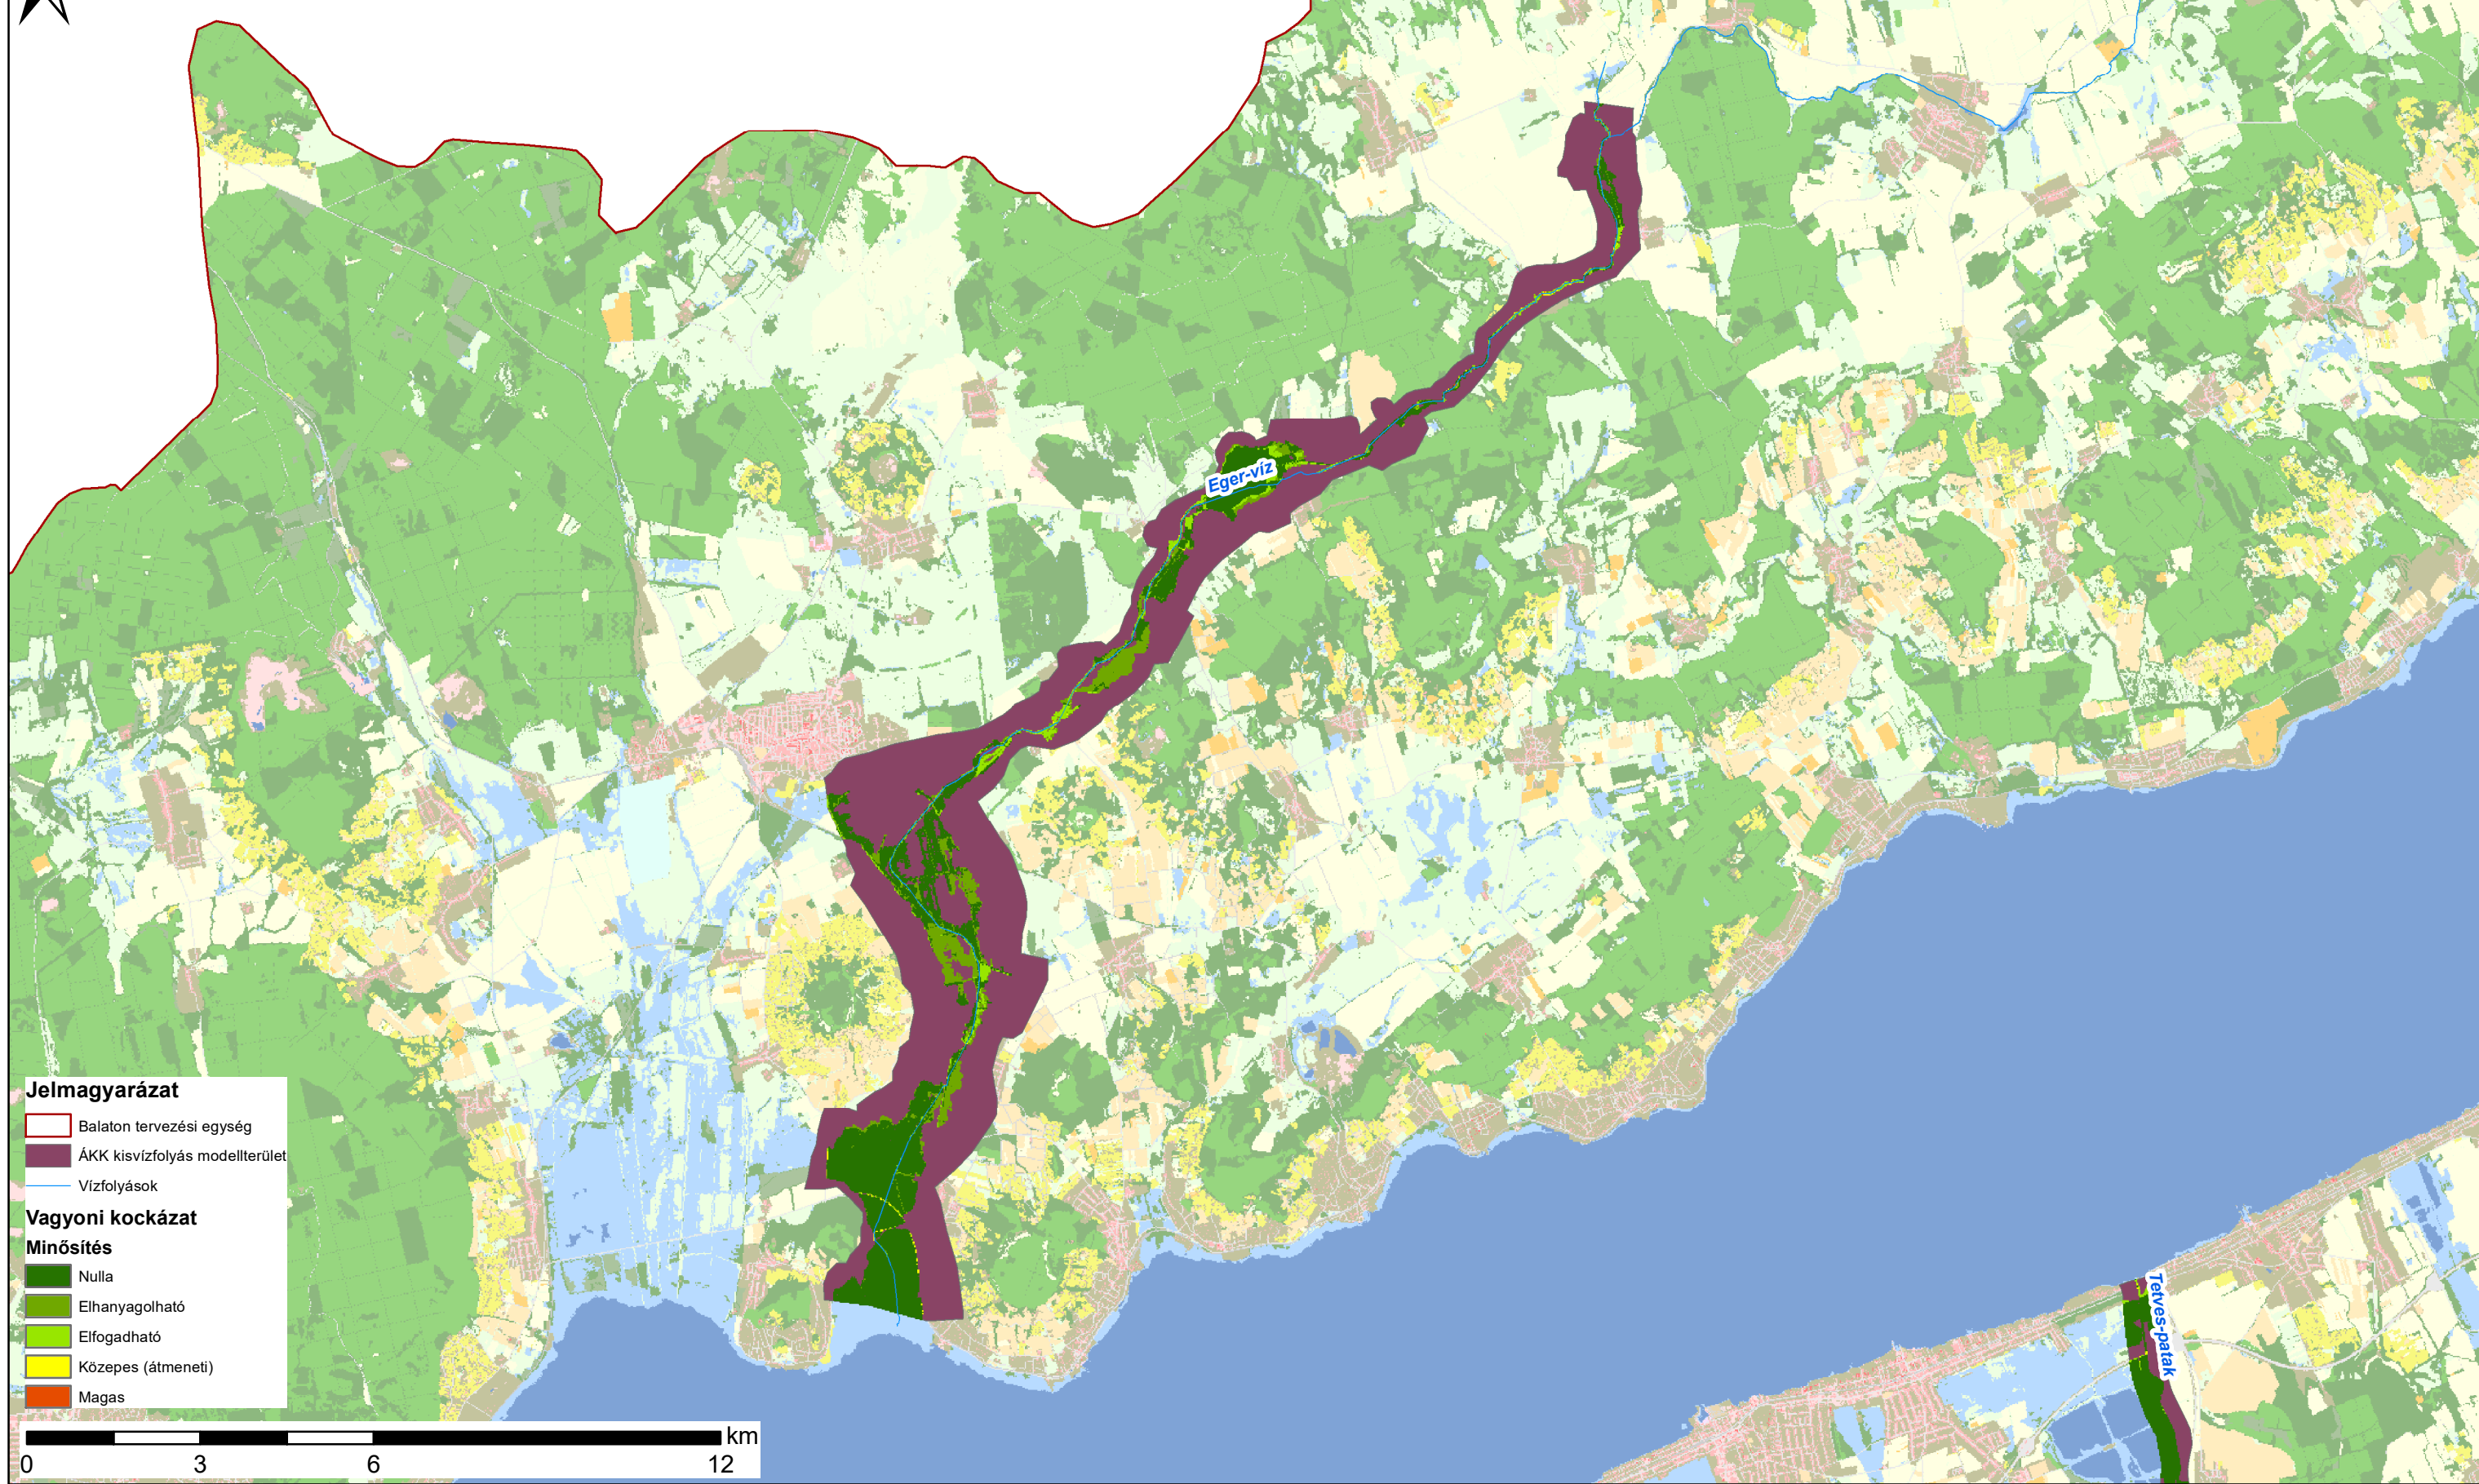 Eger-víz
Jelmagyarázat
Balaton tervezési egység
ÁKK kisvízfolyás modellterület
Vízfolyások
Vagyoni kockázat
Minősítés
Nulla
Elhanyagolható
Elfogadható
Közepes (átmeneti)
Magas
Tetves-patak
km
0 3 6 12